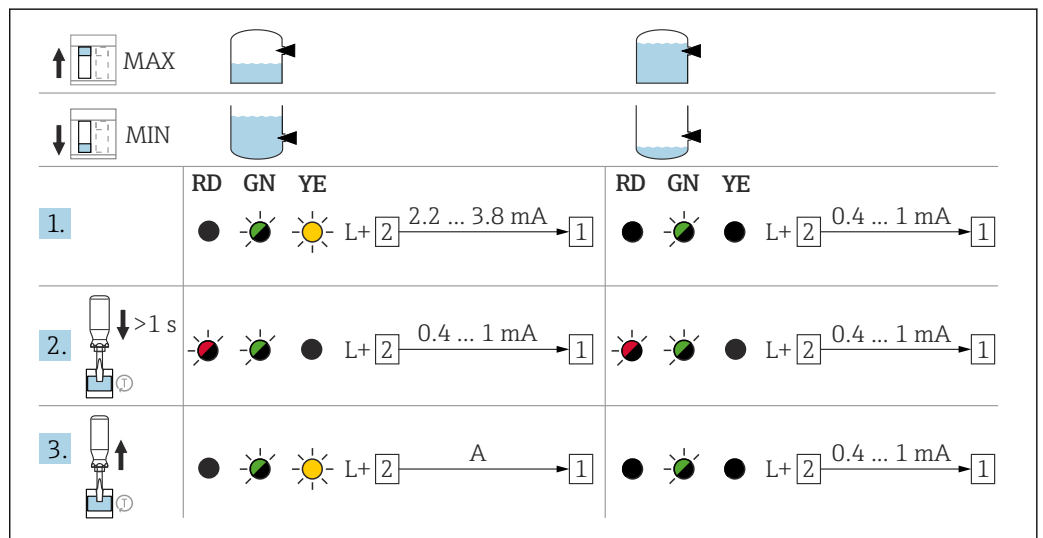 MAX
MIN
RD GN YE RD GN YE
1. L+ 2 2.2 ... 3.8 mA 1 L+ 2 0.4 ... 1 mA 1
2. >1 s T L+ 2 0.4 ... 1 mA 1 L+ 2 0.4 ... 1 mA 1
3. T L+ 2 A 1 L+ 2 0.4 ... 1 mA 1